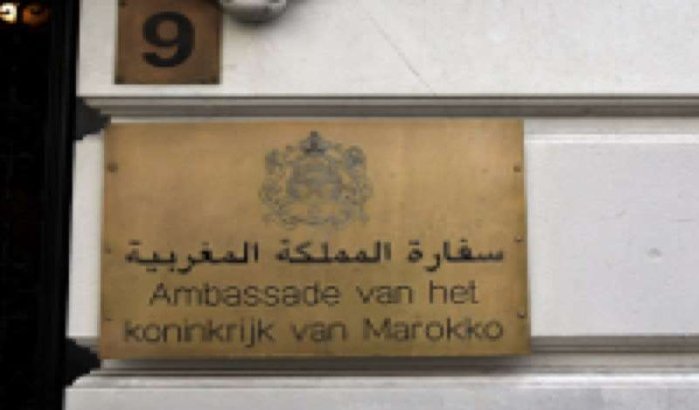 9
سفارة المملكة المغربية
Ambassade van het
koninkrijk van Marokko